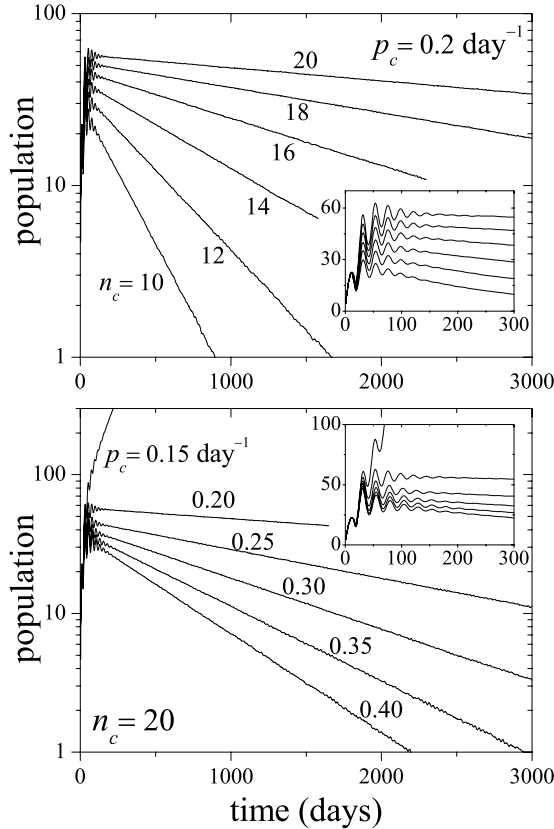 100
p_c = 0.2 day⁻¹
20
18
16
14
12
n_c = 10
population
10
1
0 1000 2000 3000
60
30
0
0 100 200 300
p_c = 0.15 day⁻¹
0.20
0.25
0.30
0.35
0.40
n_c = 20
population
100
10
1
0 1000 2000 3000
100
50
0
0 100 200 300
time (days)